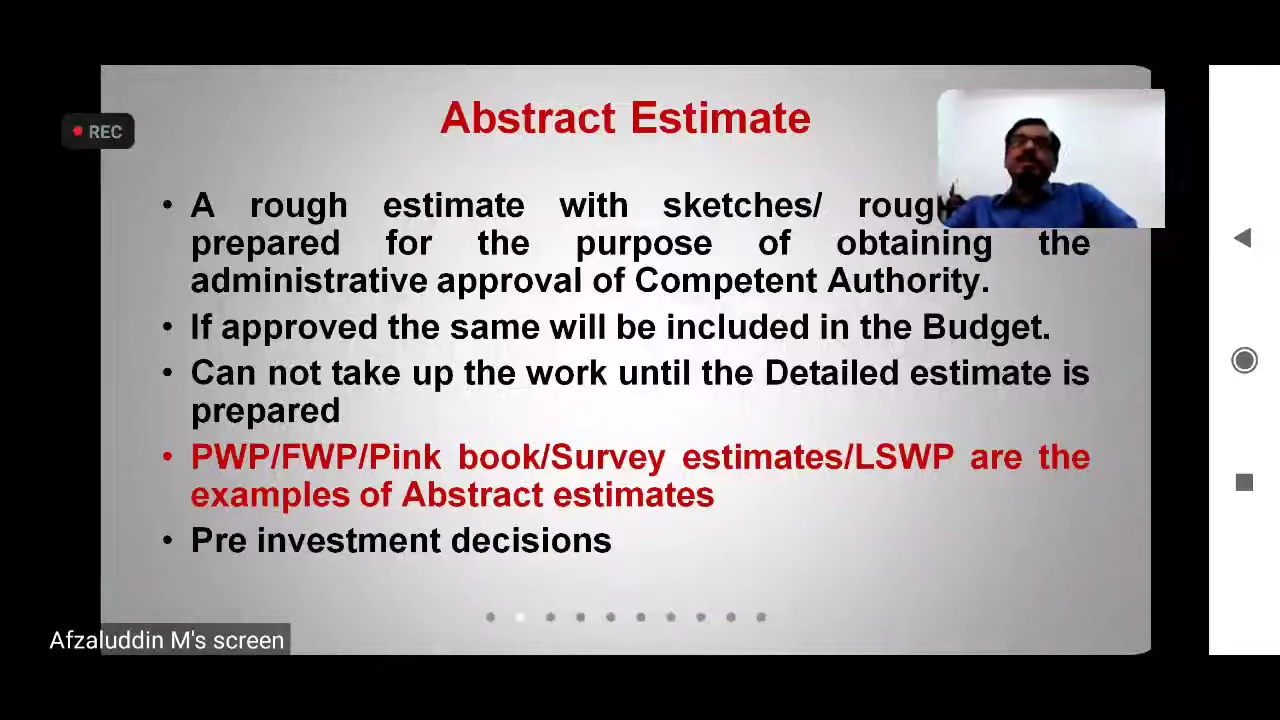 Abstract Estimate
REC
• A rough estimate with sketches/
prepared for the purpose of obtaining the
administrative approval of Competent Authority.
• If approved the same will be included in the Budget.
• Can not take up the work until the Detailed estimate is
prepared
• PWP/FWP/Pink book/Survey estimates/LSWP are the
examples of Abstract estimates
• Pre investment decisions
Afzaluddin M's screen